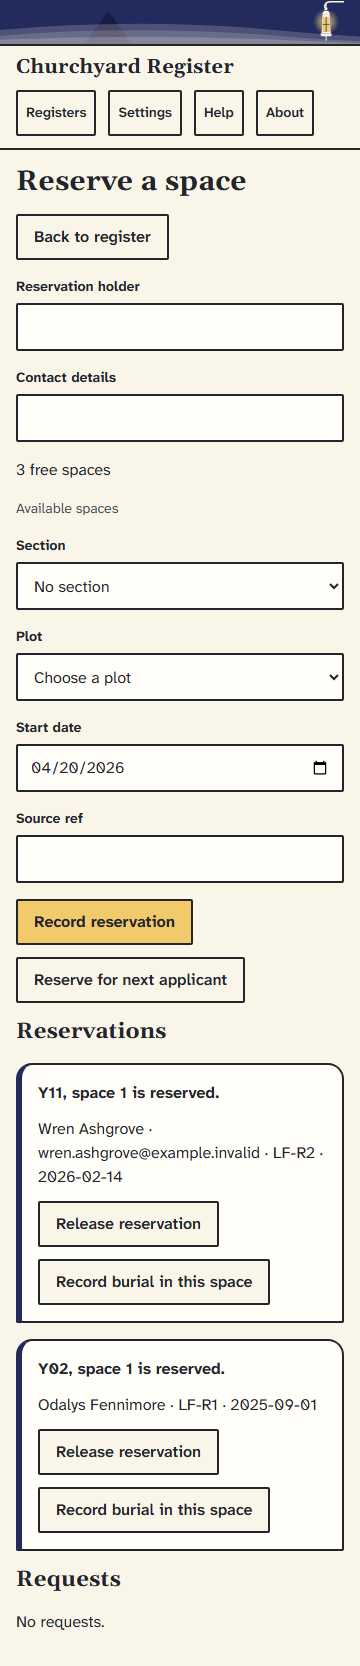 Churchyard Register
Registers
Settings
Help
About
Reserve a space
Back to register
Reservation holder
Contact details
3 free spaces
Available spaces
Section
No section
Plot
Choose a plot
Start date
04/20/2026
Source ref
Record reservation
Reserve for next applicant
Reservations
Y11, space 1 is reserved.
Wren Ashgrove ·
wren.ashgrove@example.invalid · LF-R2 ·
2026-02-14
Release reservation
Record burial in this space
Y02, space 1 is reserved.
Odalys Fennimore · LF-R1 · 2025-09-01
Release reservation
Record burial in this space
Requests
No requests.